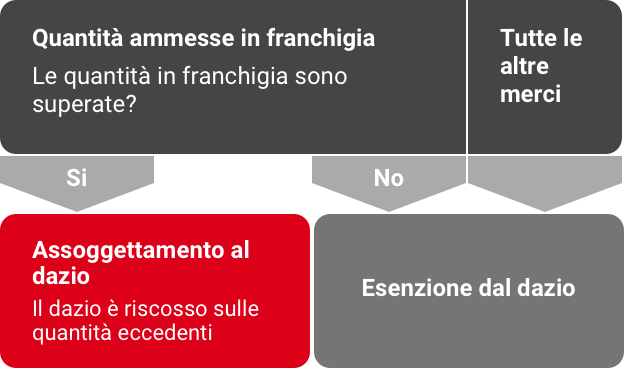 Quantità ammesse in franchigia
Le quantità in franchigia sono
superate?
Tutte le
altre
merci
Si
No
Assoggettamento al
dazio
Il dazio è riscosso sulle
quantità eccedenti
Esenzione dal dazio